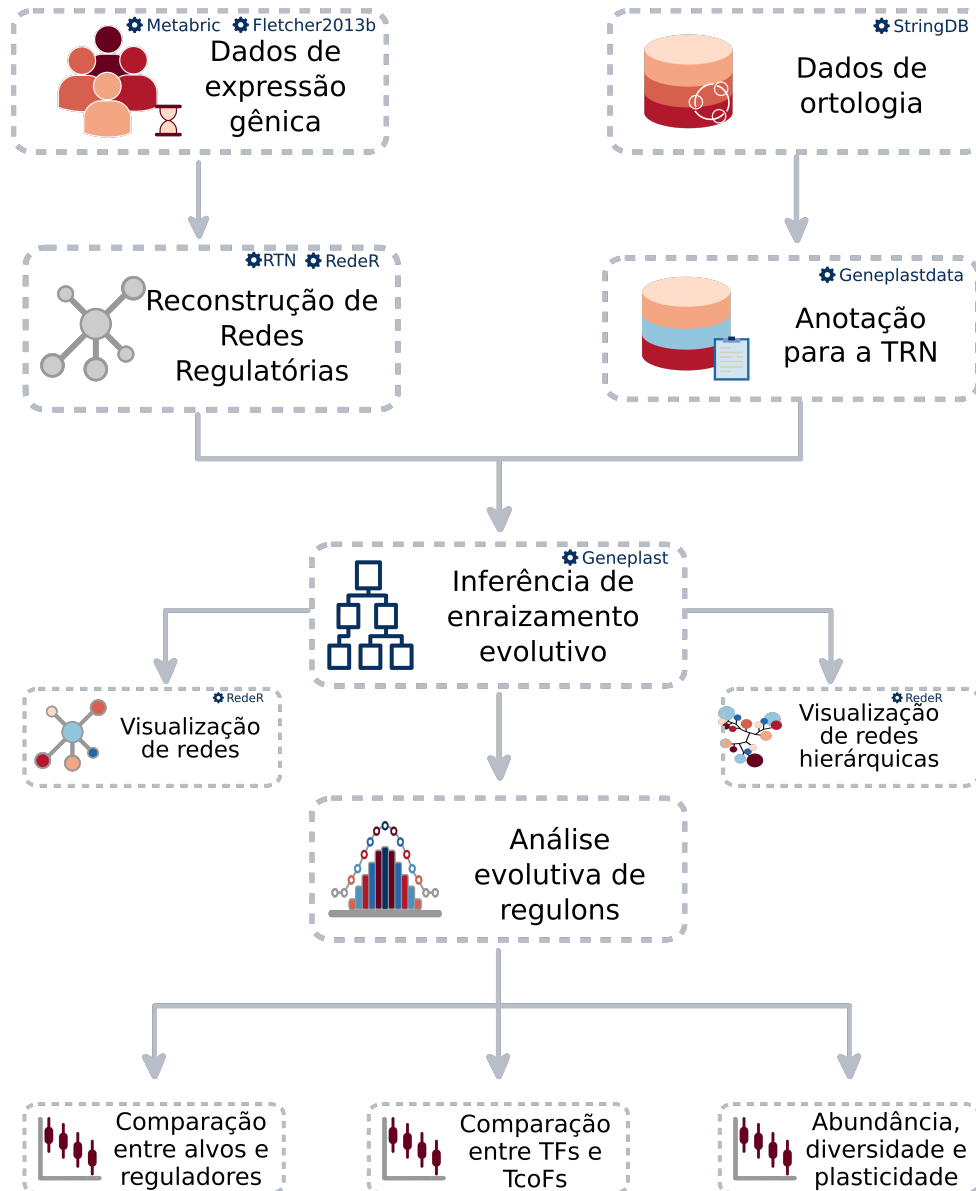 Metabric Fletcher2013b
Dados de
expressão
gênica
StringDB
Dados de
ortologia
RTN RedeR
Reconstrução de
Redes
Regulatórias
Geneplastdata
Anotação
para a TRN
Geneplast
Inferência de
enraizamento
evolutivo
RedeR
Visualização
de redes
RedeR
Visualização
de redes
hierárquicas
Análise
evolutiva de
regulons
Comparação
entre alvos e
reguladores
Comparação
entre TFs e
TcoFs
Abundância,
diversidade e
plasticidade